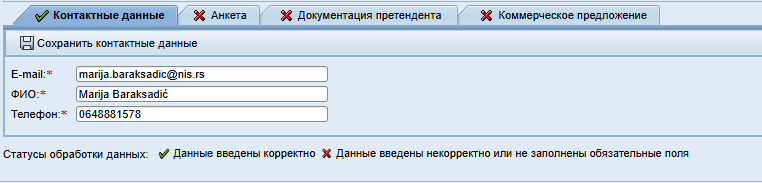 Контактные данные Анкета Документация претендента Коммерческое предложение
Сохранить контактные данные
E-mail:* marija.baraksadic@nis.rs
ФИО:* Marija Baraksadić
Телефон:* 0648881578
Статусы обработки данных: Данные введены корректно Данные введены некорректно или не заполнены обязательные поля